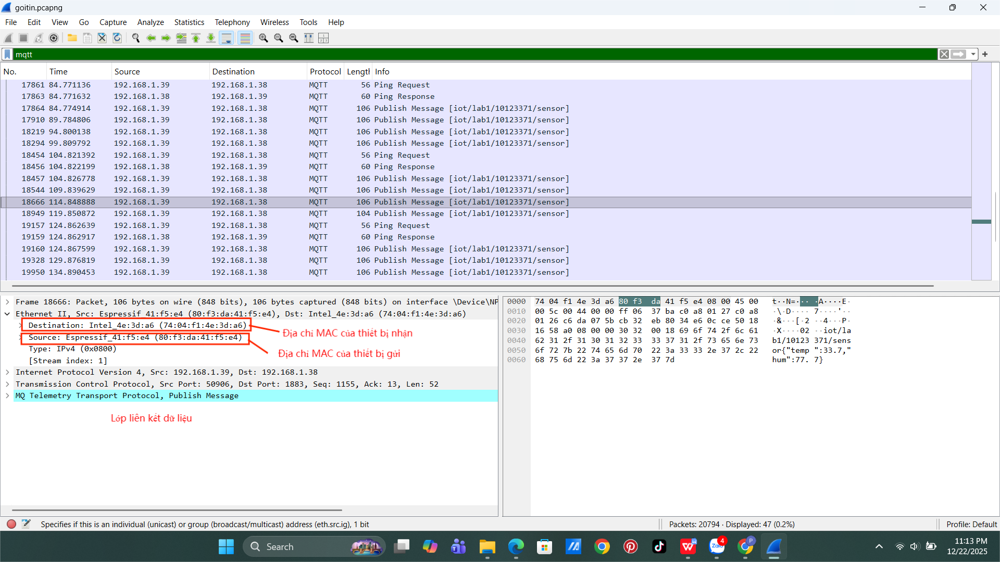 goitin.pcapng
File Edit View Go Capture Analyze Statistics Telephony Wireless Tools Help
mqtt
No. Time Source Destination Protocol Length Info
17861 84.771136 192.168.1.39 192.168.1.38 MQTT 56 Ping Request
17863 84.771632 192.168.1.38 192.168.1.39 MQTT 60 Ping Response
17864 84.774914 192.168.1.39 192.168.1.38 MQTT 106 Publish Message [iot/lab1/10123371/sensor]
17910 89.784806 192.168.1.39 192.168.1.38 MQTT 106 Publish Message [iot/lab1/10123371/sensor]
18219 94.800138 192.168.1.39 192.168.1.38 MQTT 106 Publish Message [iot/lab1/10123371/sensor]
18294 99.809792 192.168.1.39 192.168.1.38 MQTT 106 Publish Message [iot/lab1/10123371/sensor]
18454 104.821392 192.168.1.39 192.168.1.38 MQTT 56 Ping Request
18456 104.822199 192.168.1.38 192.168.1.39 MQTT 60 Ping Response
18457 104.826778 192.168.1.39 192.168.1.38 MQTT 106 Publish Message [iot/lab1/10123371/sensor]
18544 109.839629 192.168.1.39 192.168.1.38 MQTT 106 Publish Message [iot/lab1/10123371/sensor]
18666 114.848888 192.168.1.39 192.168.1.38 MQTT 106 Publish Message [iot/lab1/10123371/sensor]
18949 119.850872 192.168.1.39 192.168.1.38 MQTT 104 Publish Message [iot/lab1/10123371/sensor]
19157 124.862639 192.168.1.39 192.168.1.38 MQTT 56 Ping Request
19159 124.862917 192.168.1.38 192.168.1.39 MQTT 60 Ping Response
19160 124.867599 192.168.1.39 192.168.1.38 MQTT 106 Publish Message [iot/lab1/10123371/sensor]
19328 129.876819 192.168.1.39 192.168.1.38 MQTT 106 Publish Message [iot/lab1/10123371/sensor]
19950 134.890453 192.168.1.39 192.168.1.38 MQTT 106 Publish Message [iot/lab1/10123371/sensor]
Frame 18666: Packet, 106 bytes on wire (848 bits), 106 bytes captured (848 bits) on interface \Device\NP
Ethernet II, Src: Espressif_41:f5:e4 (80:f3:da:41:f5:e4), Dst: Intel_4e:3d:a6 (74:04:f1:4e:3d:a6)
Destination: Intel_4e:3d:a6 (74:04:f1:4e:3d:a6)
Địa chỉ MAC của thiết bị nhận
Source: Espressif_41:f5:e4 (80:f3:da:41:f5:e4)
Type: IPv4 (0x0800)
Địa chỉ MAC của thiết bị gửi
[Stream index: 1]
Internet Protocol Version 4, Src: 192.168.1.39, Dst: 192.168.1.38
Transmission Control Protocol, Src Port: 50906, Dst Port: 1883, Seq: 1155, Ack: 13, Len: 52
MQ Telemetry Transport Protocol, Publish Message
Lớp liên kết dữ liệu
0000 74 04 f1 4e 3d a6 80 f3 da 41 f5 e4 08 00 45 00 t··N=··· ·A····E·
0010 00 5c 00 44 00 00 ff 06 37 ba c0 a8 01 27 c0 a8 ·\·D···· 7····'··
0020 01 26 c6 da 07 5b cb 32 eb 80 34 e6 0c ce 50 18 ·&···[·2 ··4···P·
0030 16 58 a0 08 00 00 30 32 00 18 69 6f 74 2f 6c 61 ·X····02 ··iot/la
0040 62 31 2f 31 30 31 32 33 33 37 31 2f 73 65 6e 73 b1/10123 371/sens
0050 6f 72 7b 22 74 65 6d 70 22 3a 33 33 2e 37 2c 22 or{"temp ":33.7,"
0060 68 75 6d 22 3a 37 37 2e 37 7d hum":77. 7}
Specifies if this is an individual (unicast) or group (broadcast/multicast) address (eth.src.ig), 1 bit
Packets: 20794 · Displayed: 47 (0.2%)
Profile: Default
Search
Zalo
4
P
W
11:13 PM
12/22/2025